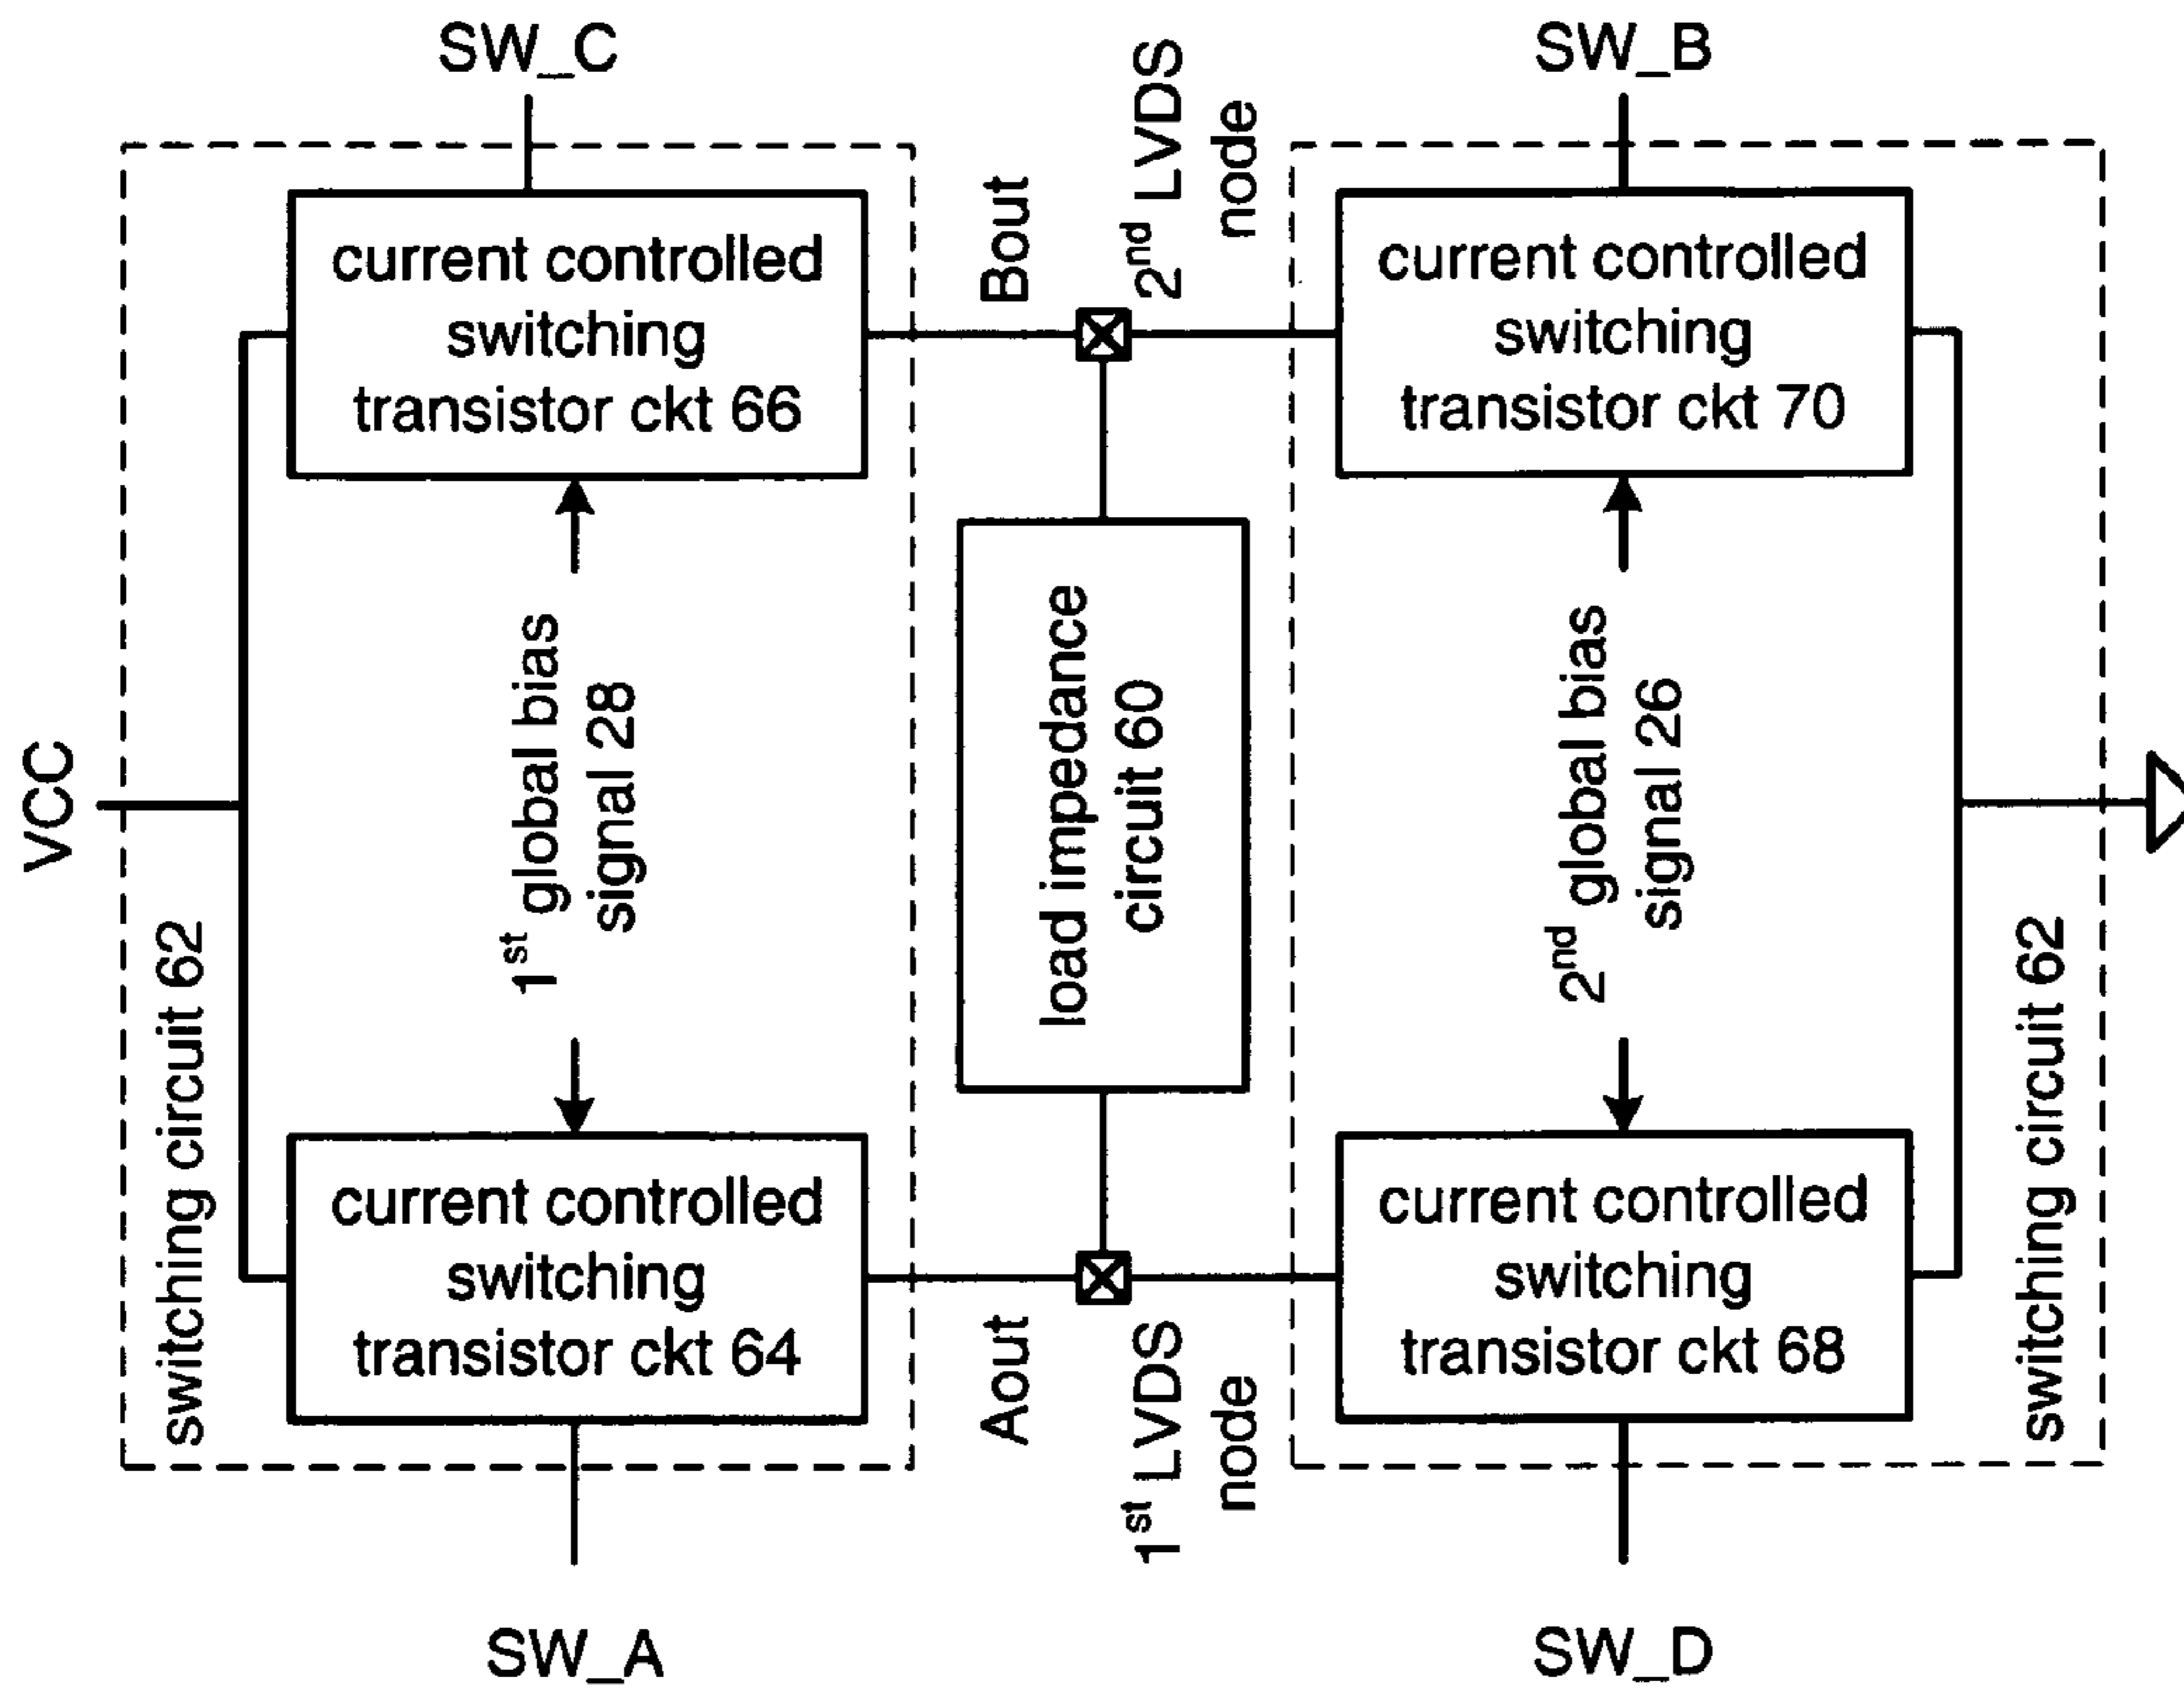 SW_C
SW_B
current controlled
switching
transistor ckt 66
Bout
2nd LVDS
node
current controlled
switching
transistor ckt 70
VCC
switching circuit 62
1st global bias
signal 28
load impedance
circuit 60
2nd global bias
signal 26
switching circuit 62
current controlled
switching
transistor ckt 64
Aout
1st LVDS
node
current controlled
switching
transistor ckt 68
SW_A
SW_D